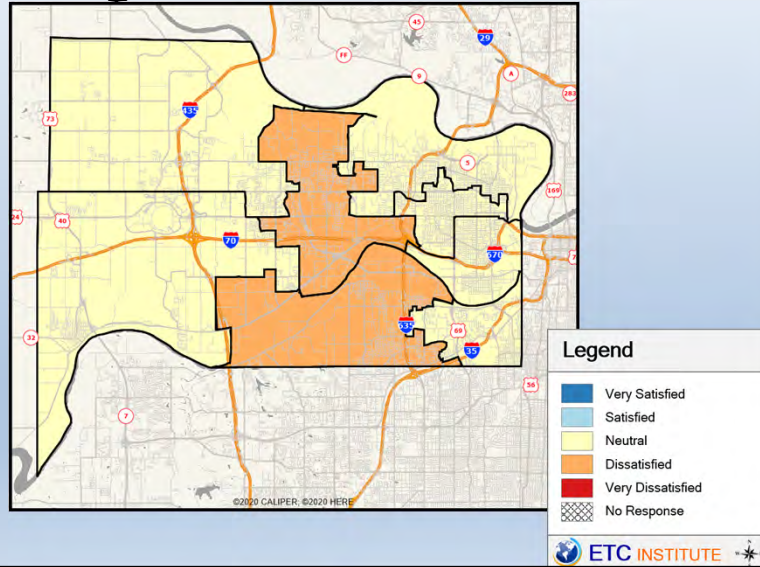 45
29
FF
9
A
283
435
73
5
169
24
40
70
670
7
32
635
69
35
56
7
©2020 CALIPER; ©2020 HERE
Legend
Very Satisfied
Satisfied
Neutral
Dissatisfied
Very Dissatisfied
No Response
ETC INSTITUTE